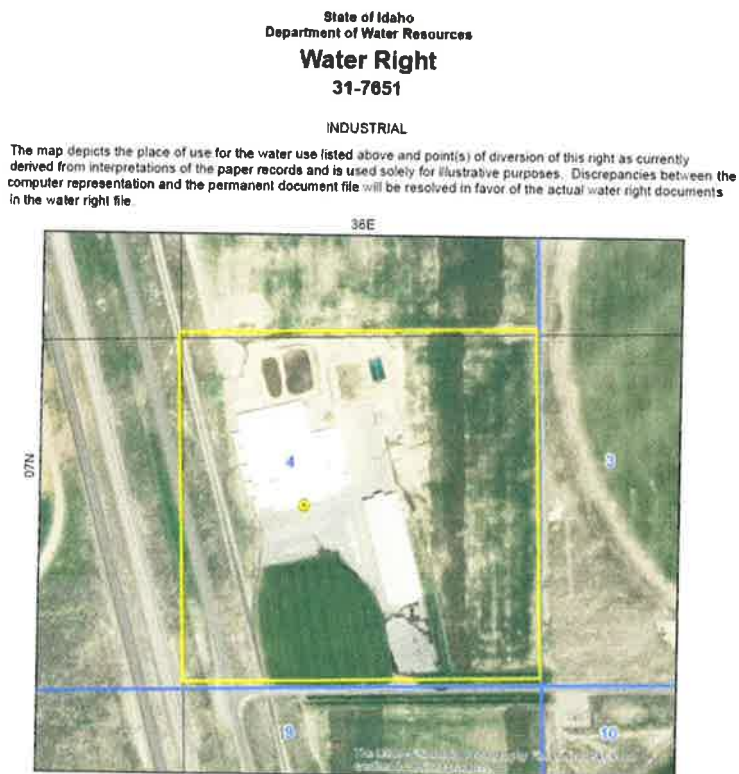 State of Idaho
Department of Water Resources
Water Right
31-7651
INDUSTRIAL
The map depicts the place of use for the water use listed above and point(s) of diversion of this right as currently
derived from interpretations of the paper records and is used solely for illustrative purposes. Discrepancies between the
computer representation and the permanent document file will be resolved in favor of the actual water right documents
in the water right file.
36E
07N
4
3
9
10